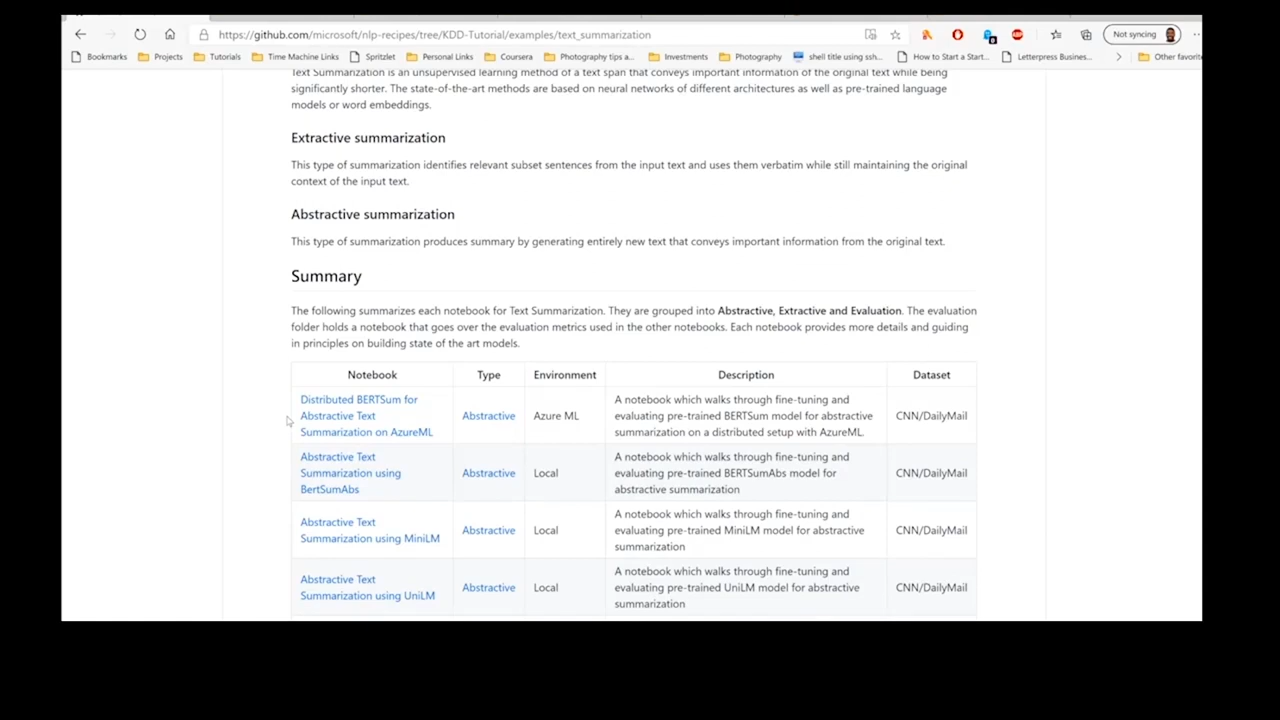 https://github.com/microsoft/nlp-recipes/tree/KDD-Tutorial/examples/text_summarization
Not syncing
Bookmarks Projects Tutorials Time Machine Links Spritzlet Personal Links Coursera Photography tips a... Investments Photography shell title using ssh... How to Start a Start... Letterpress Busines... Other favorite
Text Summarization is an unsupervised learning method of a text span that conveys important information of the original text while being
significantly shorter. The state-of-the-art methods are based on neural networks of different architectures as well as pre-trained language
models or word embeddings.
Extractive summarization
This type of summarization identifies relevant subset sentences from the input text and uses them verbatim while still maintaining the original
context of the input text.
Abstractive summarization
This type of summarization produces summary by generating entirely new text that conveys important information from the original text.
Summary
The following summarizes each notebook for Text Summarization. They are grouped into Abstractive, Extractive and Evaluation. The evaluation
folder holds a notebook that goes over the evaluation metrics used in the other notebooks. Each notebook provides more details and guiding
in principles on building state of the art models.
Notebook Type Environment Description Dataset
Distributed BERTSum for
Abstractive Text
Summarization on AzureML
Abstractive
Azure ML
A notebook which walks through fine-tuning and
evaluating pre-trained BERTSum model for abstractive
summarization on a distributed setup with AzureML.
CNN/DailyMail
Abstractive Text
Summarization using
BertSumAbs
Abstractive
Local
A notebook which walks through fine-tuning and
evaluating pre-trained BERTSumAbs model for
abstractive summarization
CNN/DailyMail
Abstractive Text
Summarization using MiniLM
Abstractive
Local
A notebook which walks through fine-tuning and
evaluating pre-trained MiniLM model for abstractive
summarization
CNN/DailyMail
Abstractive Text
Summarization using UniLM
Abstractive
Local
A notebook which walks through fine-tuning and
evaluating pre-trained UniLM model for abstractive
summarization
CNN/DailyMail